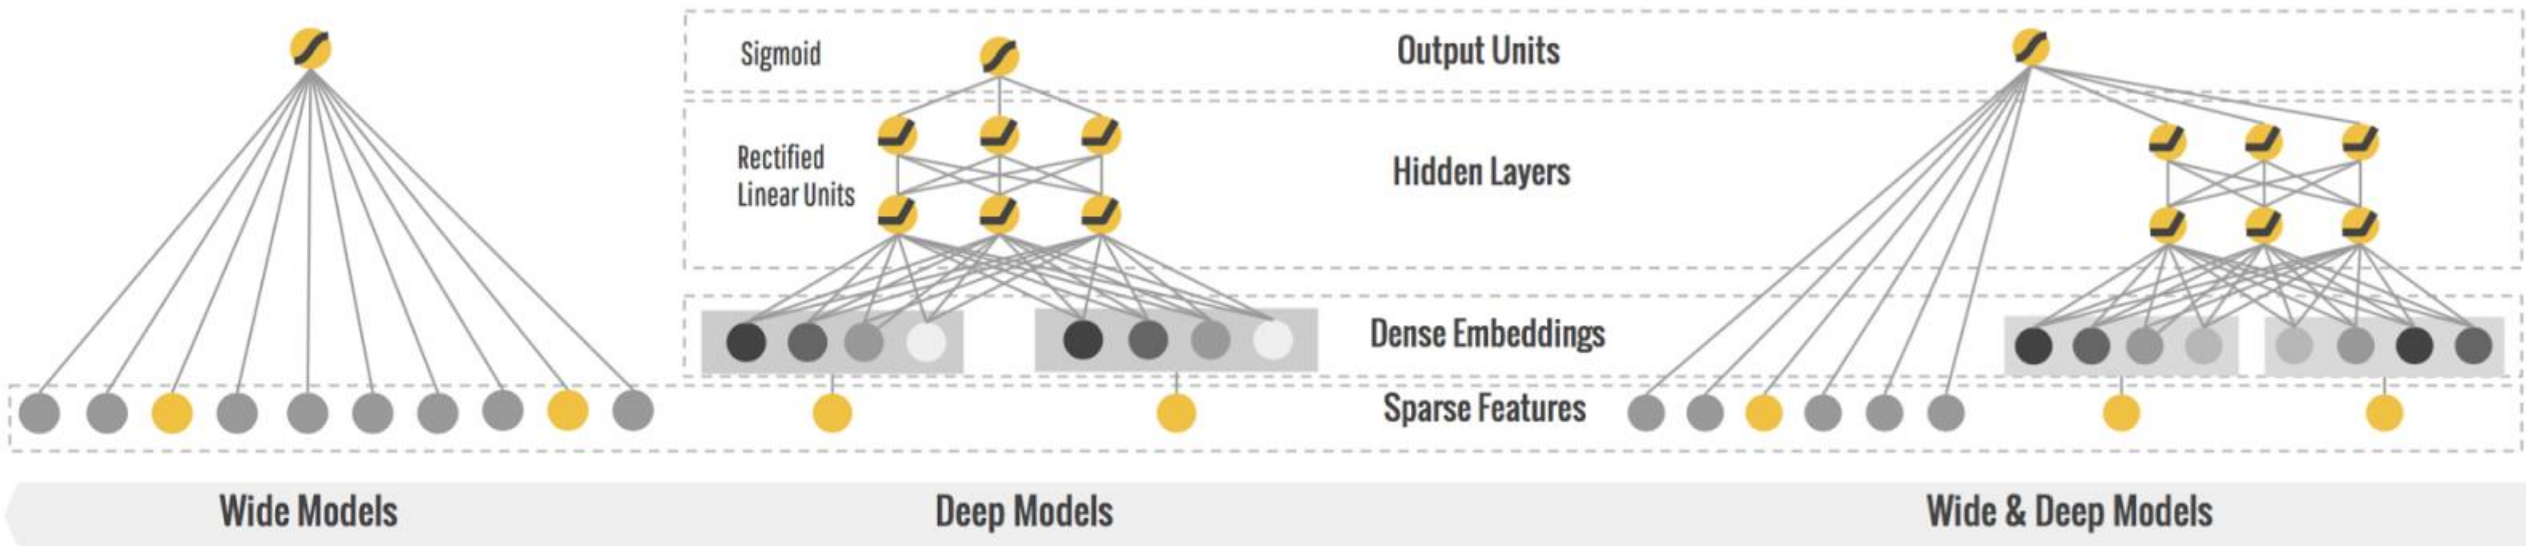 Sigmoid
Output Units
Rectified
Linear Units
Hidden Layers
Dense Embeddings
Sparse Features
Wide Models
Deep Models
Wide & Deep Models